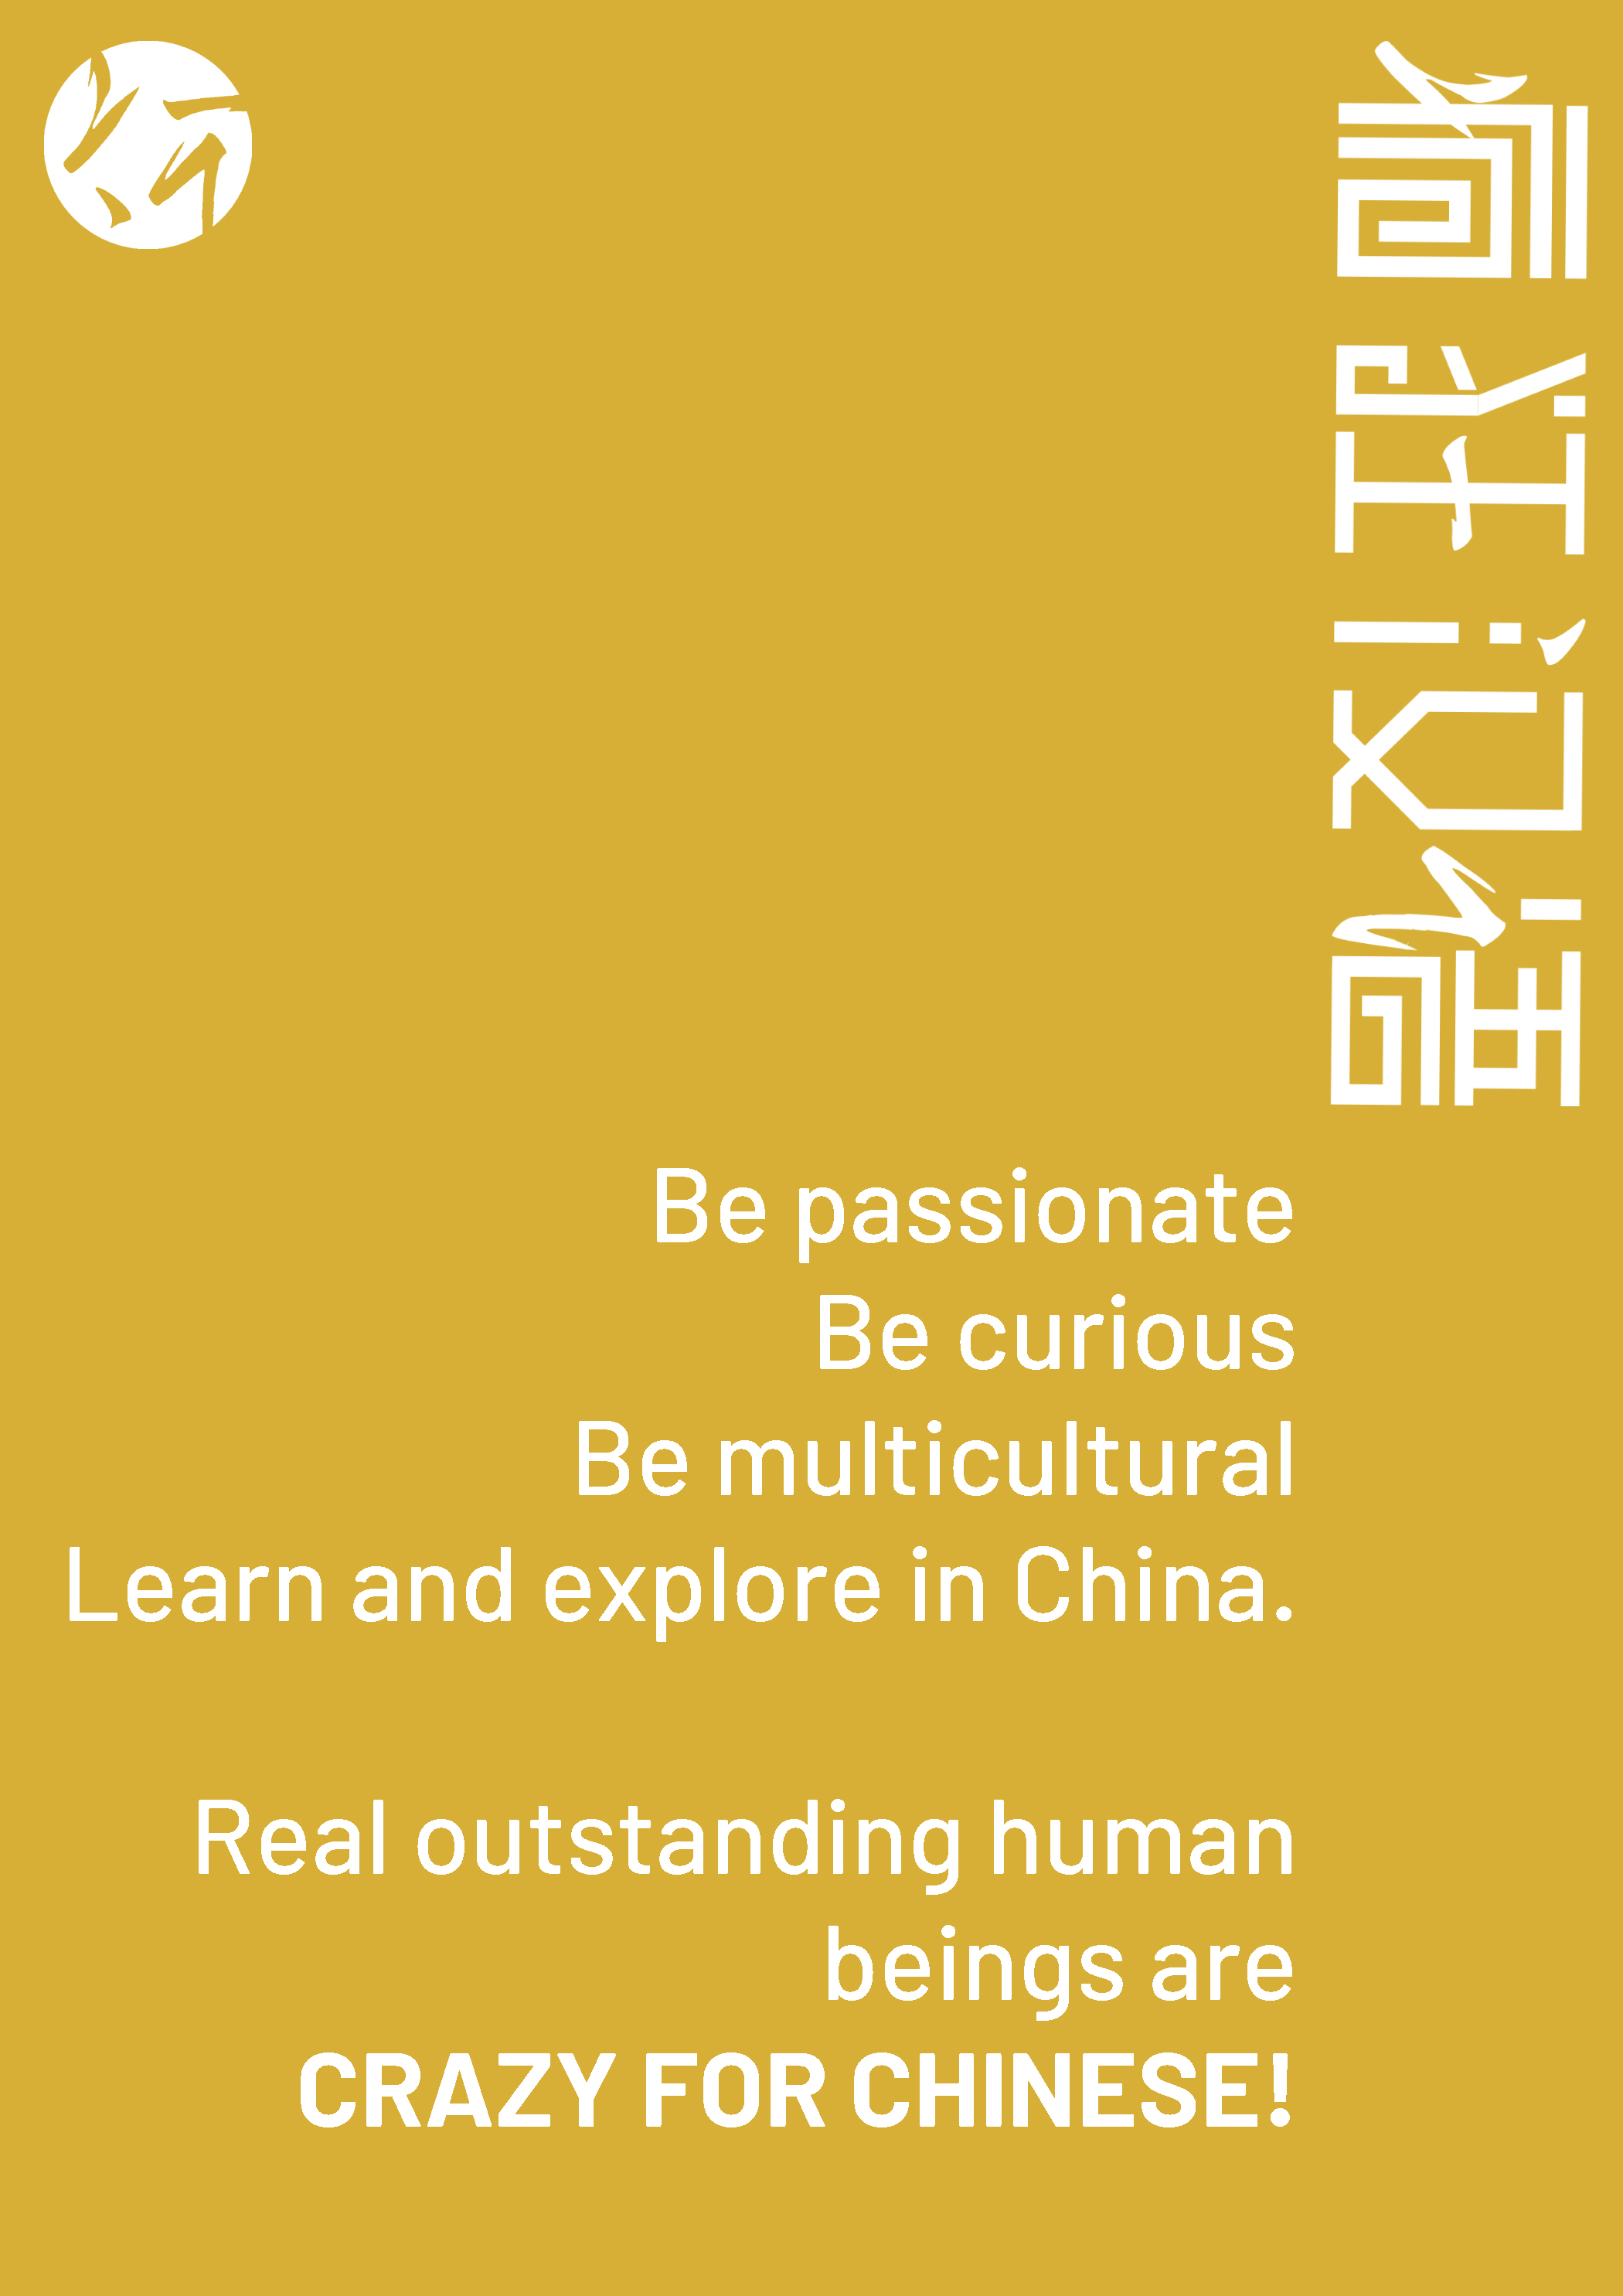 疯狂汉语
Be passionate
Be curious
Be multicultural
Learn and explore in China.
Real outstanding human
beings are
CRAZY FOR CHINESE!